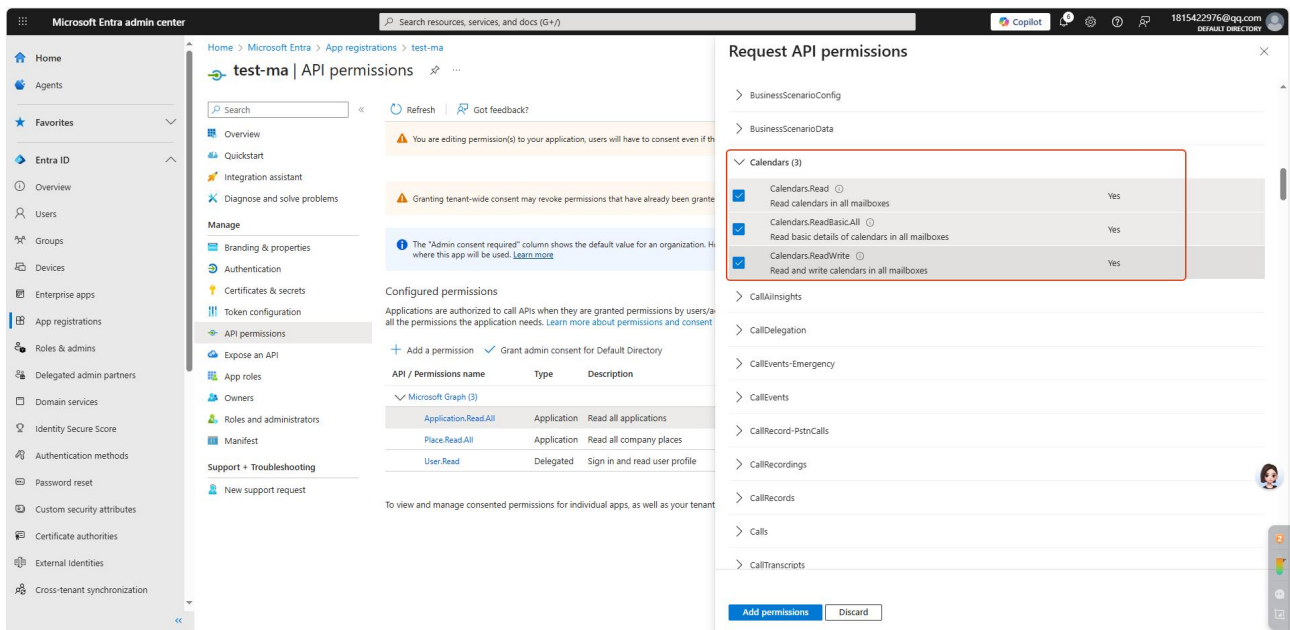 Microsoft Entra admin center
Search resources, services, and docs (G+/)
Copilot
6
1815422976@qq.com
DEFAULT DIRECTORY
Home
Agents
Favorites
Entra ID
Overview
Users
Groups
Devices
Enterprise apps
App registrations
Roles & admins
Delegated admin partners
Domain services
Identity Secure Score
Authentication methods
Password reset
Custom security attributes
Certificate authorities
External Identities
Cross-tenant synchronization
«
Home > Microsoft Entra > App registrations > test-ma
test-ma | API permissions
...
Search
«
Overview
Quickstart
Integration assistant
Diagnose and solve problems
Manage
Branding & properties
Authentication
Certificates & secrets
Token configuration
API permissions
Expose an API
App roles
Owners
Roles and administrators
Manifest
Support + Troubleshooting
New support request
Refresh
Got feedback?
You are editing permission(s) to your application, users will have to consent even if th
Granting tenant-wide consent may revoke permissions that have already been grante
The "Admin consent required" column shows the default value for an organization. H
where this app will be used. Learn more
Configured permissions
Applications are authorized to call APIs when they are granted permissions by users/a
all the permissions the application needs. Learn more about permissions and consent
Add a permission
Grant admin consent for Default Directory
API / Permissions name Type Description
Microsoft Graph (3)
Application.Read.All Application Read all applications
Place.Read.All Application Read all company places
User.Read Delegated Sign in and read user profile
To view and manage consented permissions for individual apps, as well as your tenant
Request API permissions
BusinessScenarioConfig
BusinessScenarioData
Calendars (3)
Calendars.Read
Read calendars in all mailboxes
Yes
Calendars.ReadBasic.All
Read basic details of calendars in all mailboxes
Yes
Calendars.ReadWrite
Read and write calendars in all mailboxes
Yes
CallAiInsights
CallDelegation
CallEvents-Emergency
CallEvents
CallRecord-PstnCalls
CallRecordings
CallRecords
Calls
CallTranscripts
Add permissions
Discard
2